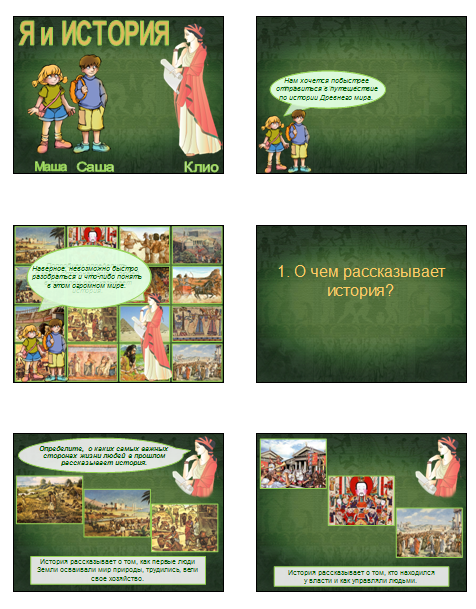 Я и ИСТОРИЯ
Маша Саша Клио
Нам хочется побыстрее
отправиться в путешествие
по истории Древнего мира.
Наверное, невозможно быстро
разобраться и что-либо понять
в этом огромном мире.
1. О чем рассказывает
история?
Определите, о каких самых важных
сторонах жизни людей в прошлом
рассказывает история.
История рассказывает о том, как первые люди
Земли осваивали мир природы, трудились, вели
свое хозяйство.
История рассказывает о том, кто находился
у власти и как управляли людьми.